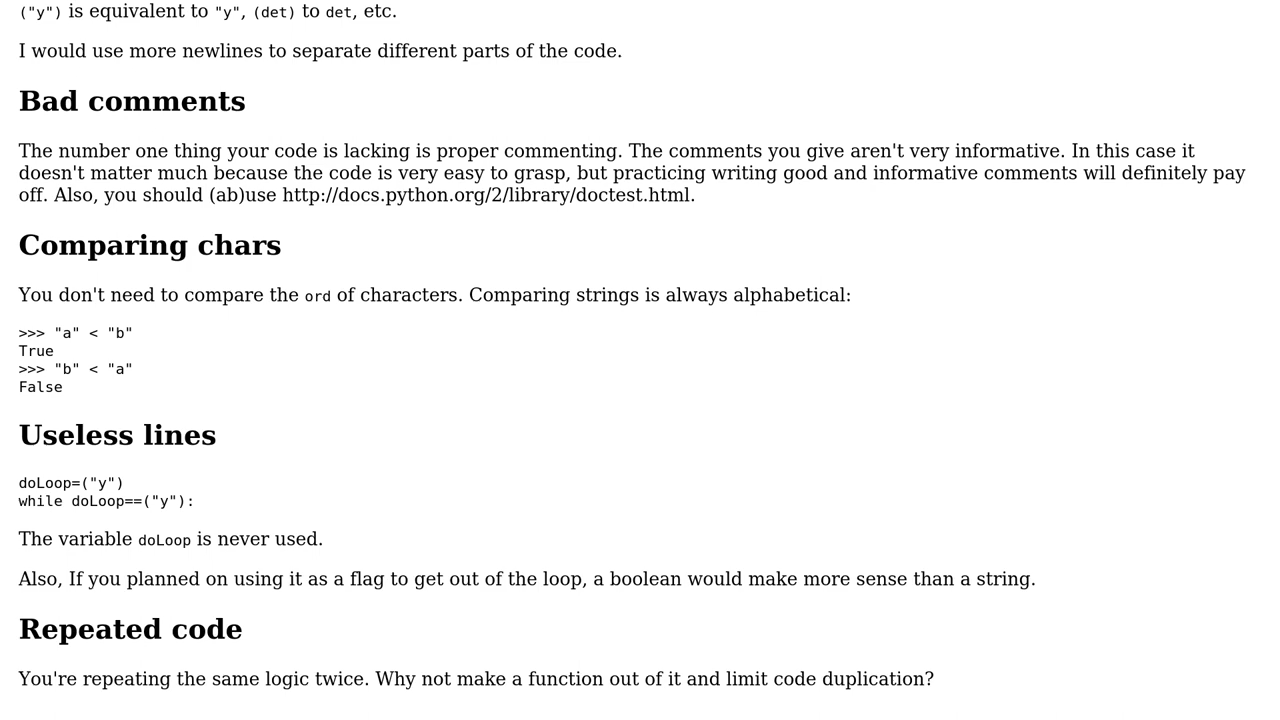 ("y") is equivalent to "y", (det) to det, etc.
I would use more newlines to separate different parts of the code.
Bad comments
The number one thing your code is lacking is proper commenting. The comments you give aren't very informative. In this case it
doesn't matter much because the code is very easy to grasp, but practicing writing good and informative comments will definitely pay
off. Also, you should (ab)use http://docs.python.org/2/library/doctest.html.
Comparing chars
You don't need to compare the ord of characters. Comparing strings is always alphabetical:
>>> "a" < "b"
True
>>> "b" < "a"
False
Useless lines
doLoop=("y")
while doLoop==("y"):
The variable doLoop is never used.
Also, If you planned on using it as a flag to get out of the loop, a boolean would make more sense than a string.
Repeated code
You're repeating the same logic twice. Why not make a function out of it and limit code duplication?